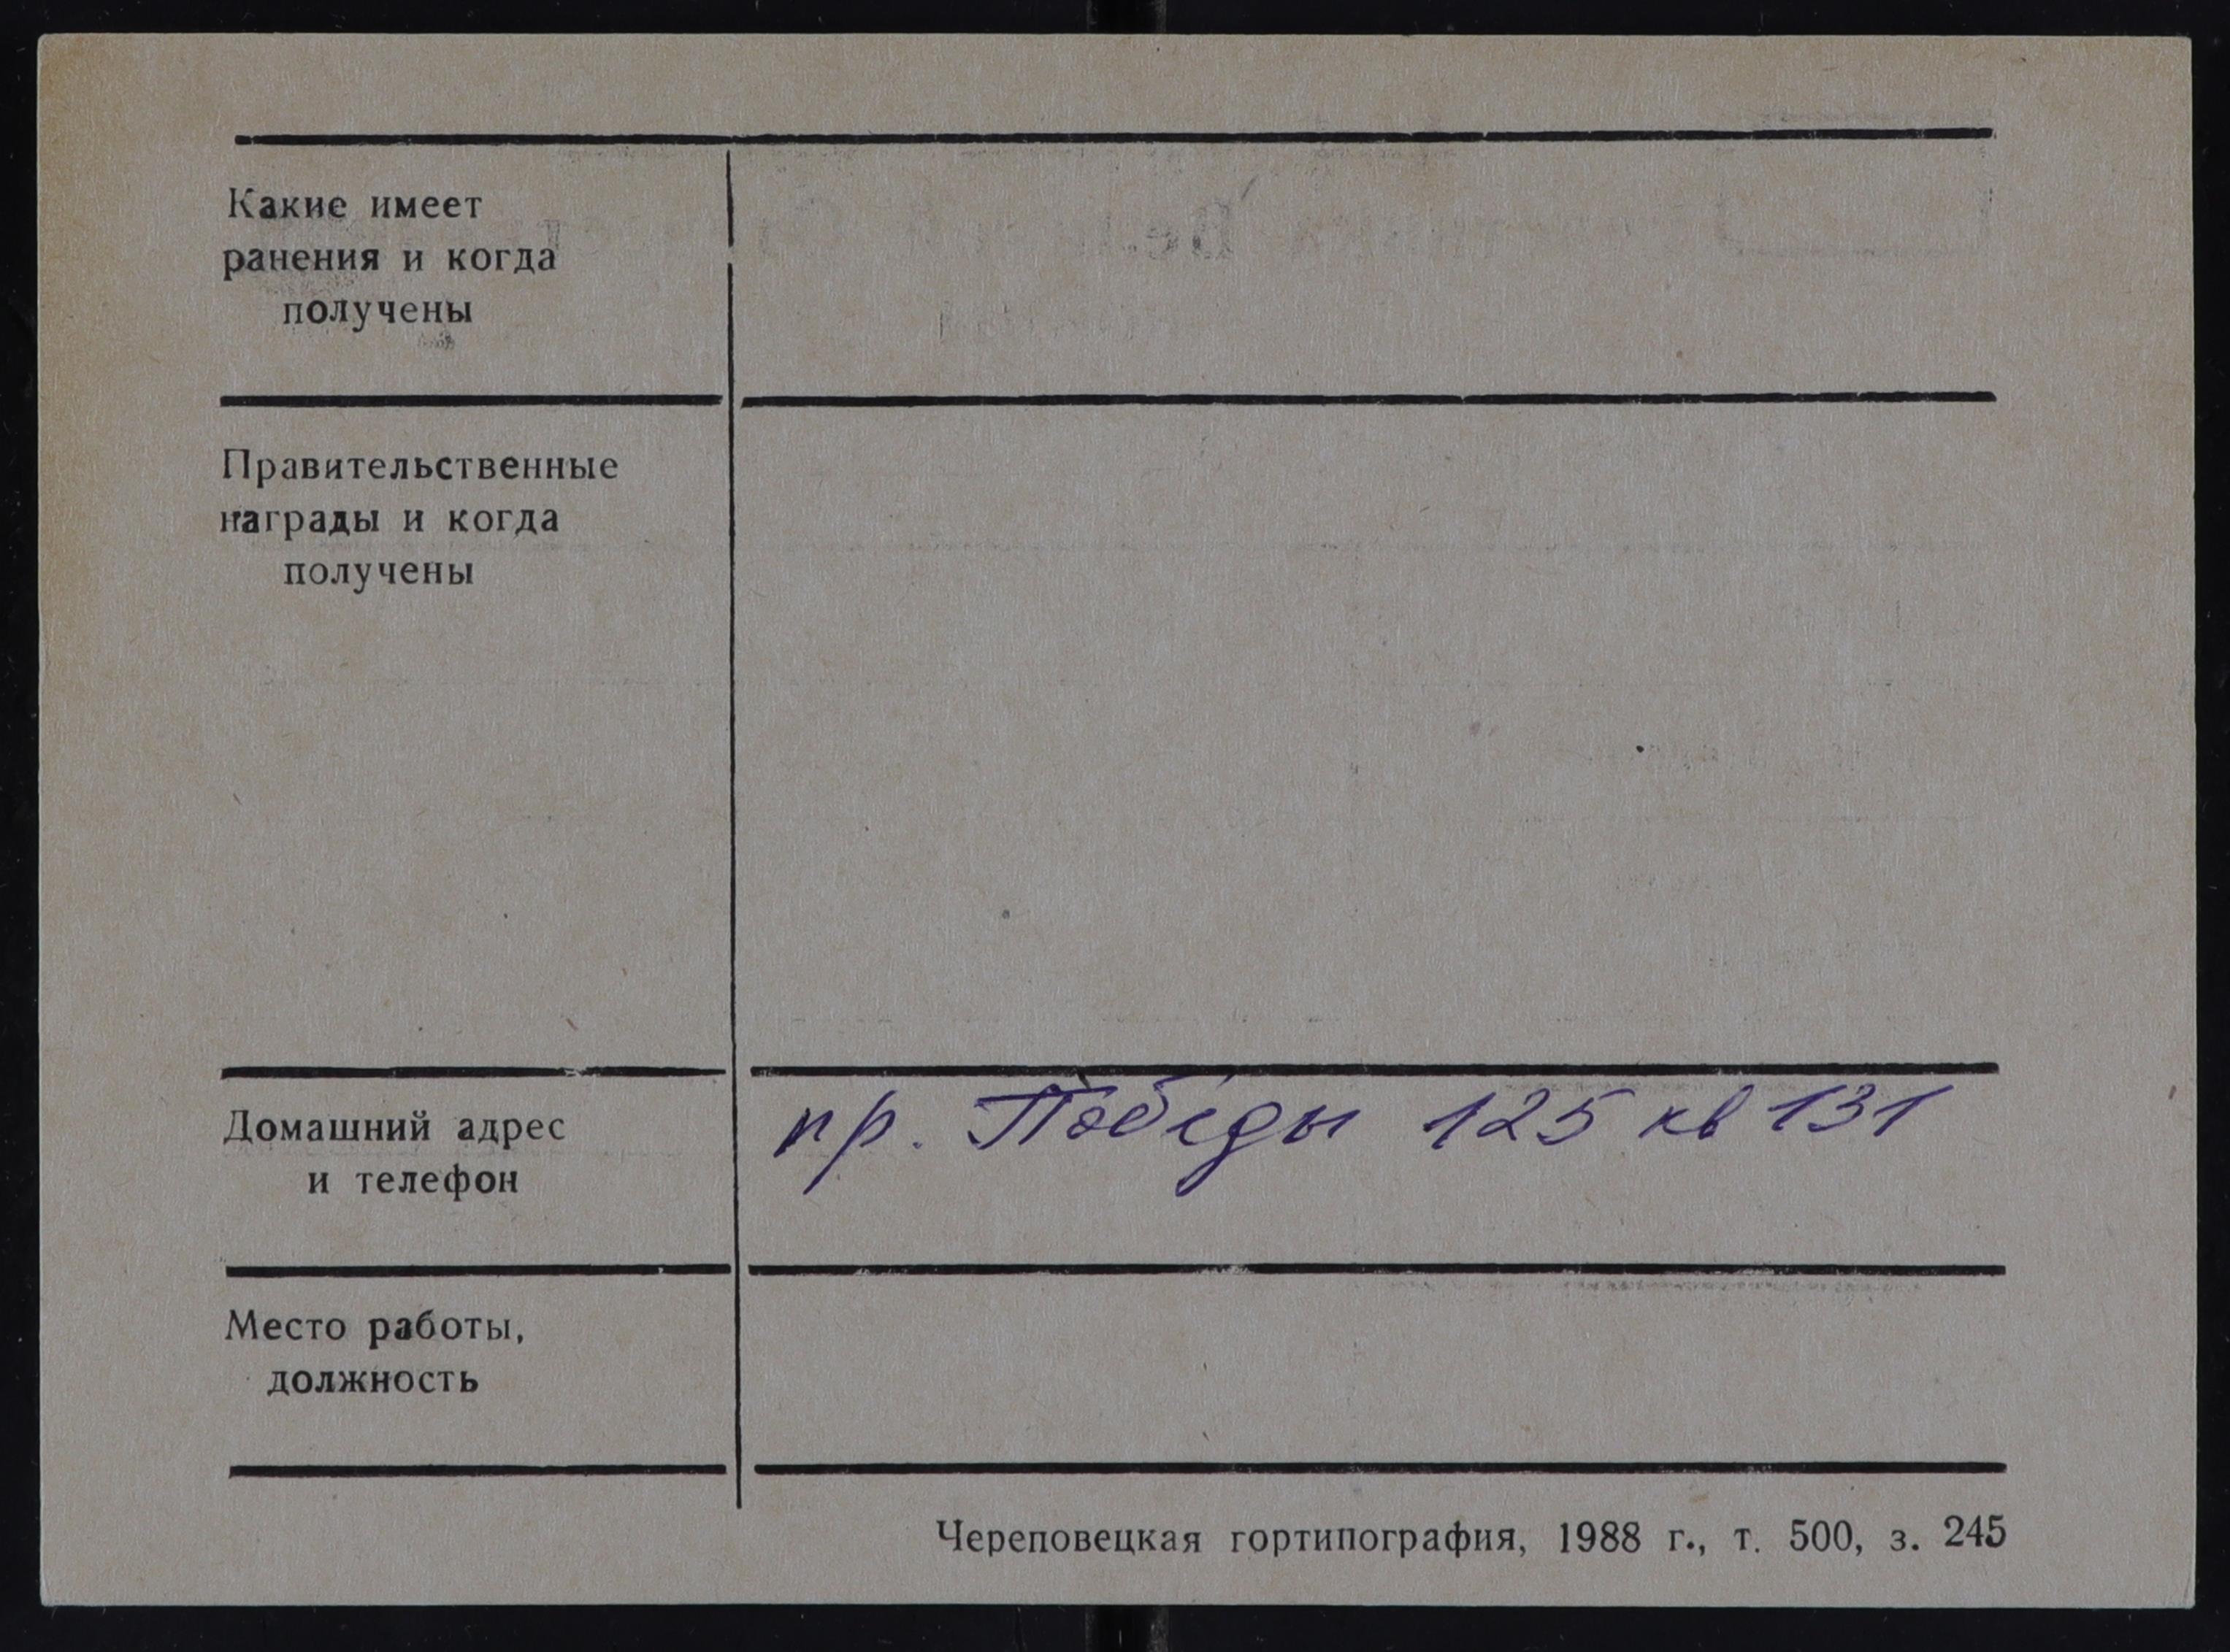 Какие имеет
ранения и когда
получены
Правительственные
награды и когда
получены
Домашний адрес
и телефон
пр. Победы 125 кв 131
Место работы,
должность
Череповецкая гортипография, 1988 г., т. 500, з. 245